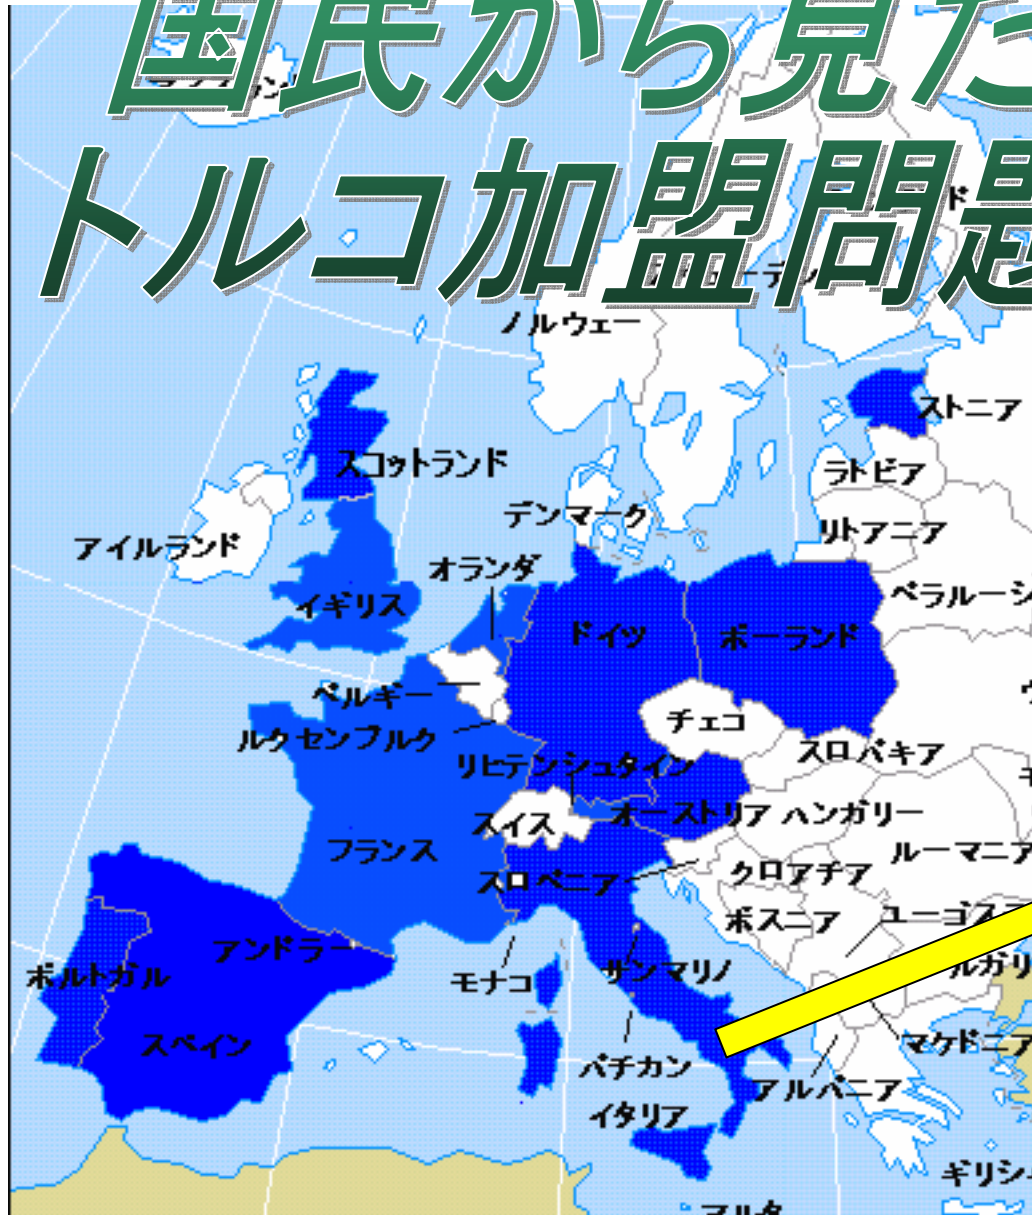 国民から見た
トルコ加盟問題
ノルウェー
ストニア
スコットランド
ラトビア
デンマーク
リトアニア
アイルランド
オランダ
ベラルーシ
イギリス
ドイツ
ポーランド
ベルギー
チェコ
ルクセンブルク
スロバキア
リヒテンシュタイン
スイス
オーストリア
ハンガリー
フランス
ルーマニア
クロアチア
スロベニア
ボスニア
ユーゴス
アンドラ
ルガリ
ポルトガル
モナコ
サンマリノ
スペイン
マケドニア
バチカン
アルバニア
イタリア
ギリシ
マルタ